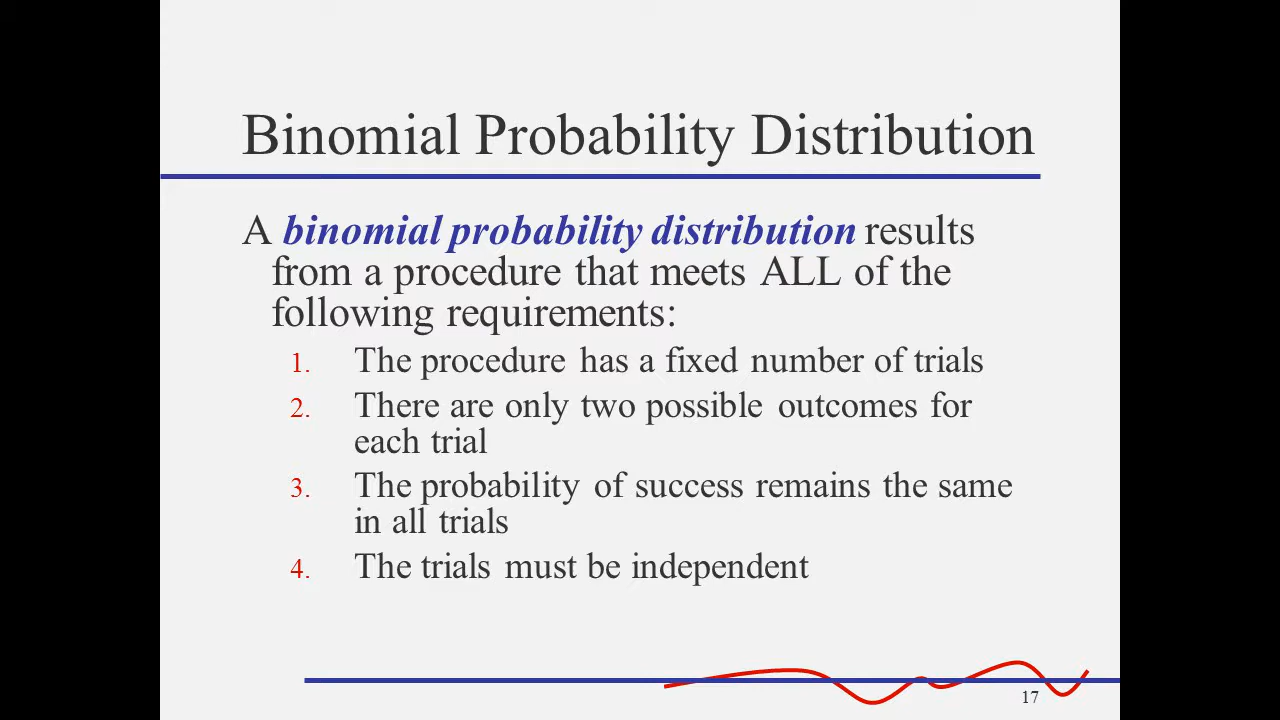 Binomial Probability Distribution
A binomial probability distribution results
from a procedure that meets ALL of the
following requirements:
1. The procedure has a fixed number of trials
2. There are only two possible outcomes for
each trial
3. The probability of success remains the same
in all trials
4. The trials must be independent
17